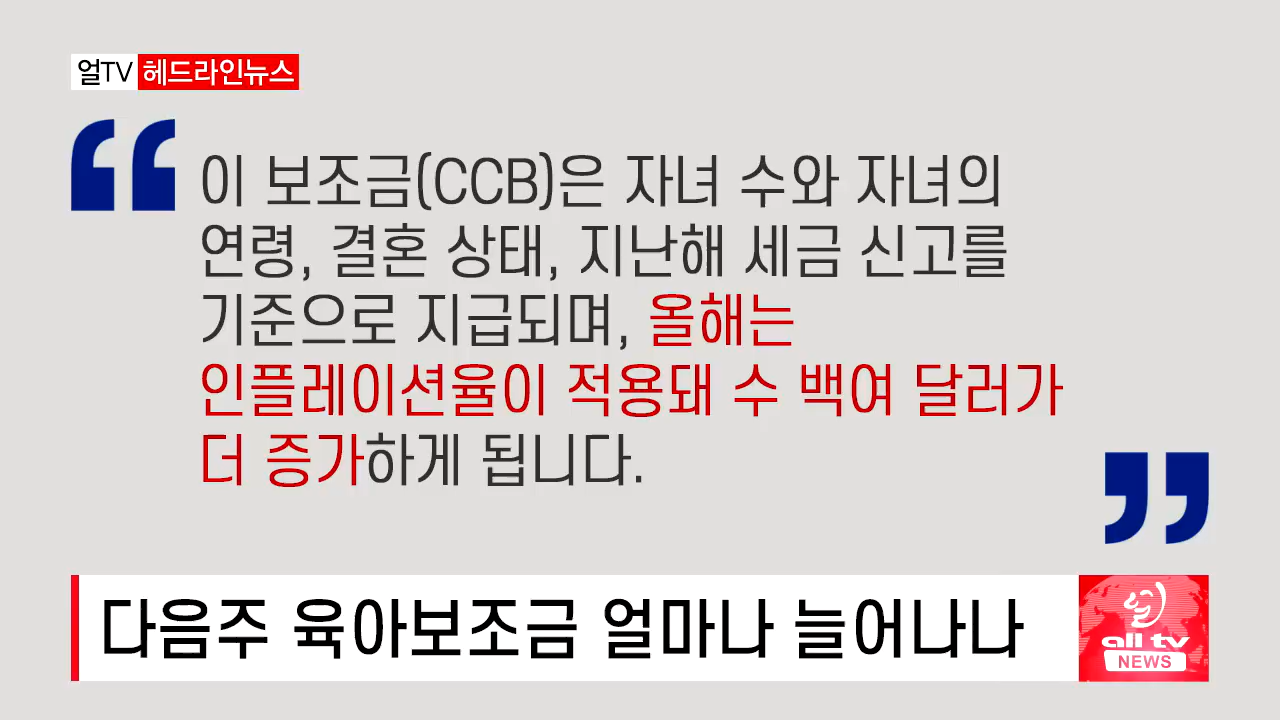 얼TV 헤드라인뉴스
이 보조금(CCB)은 자녀 수와 자녀의
연령, 결혼 상태, 지난해 세금 신고를
기준으로 지급되며, 올해는
인플레이션율이 적용돼 수 백여 달러가
더 증가하게 됩니다.
다음주 육아보조금 얼마나 늘어나나
all tv
NEWS